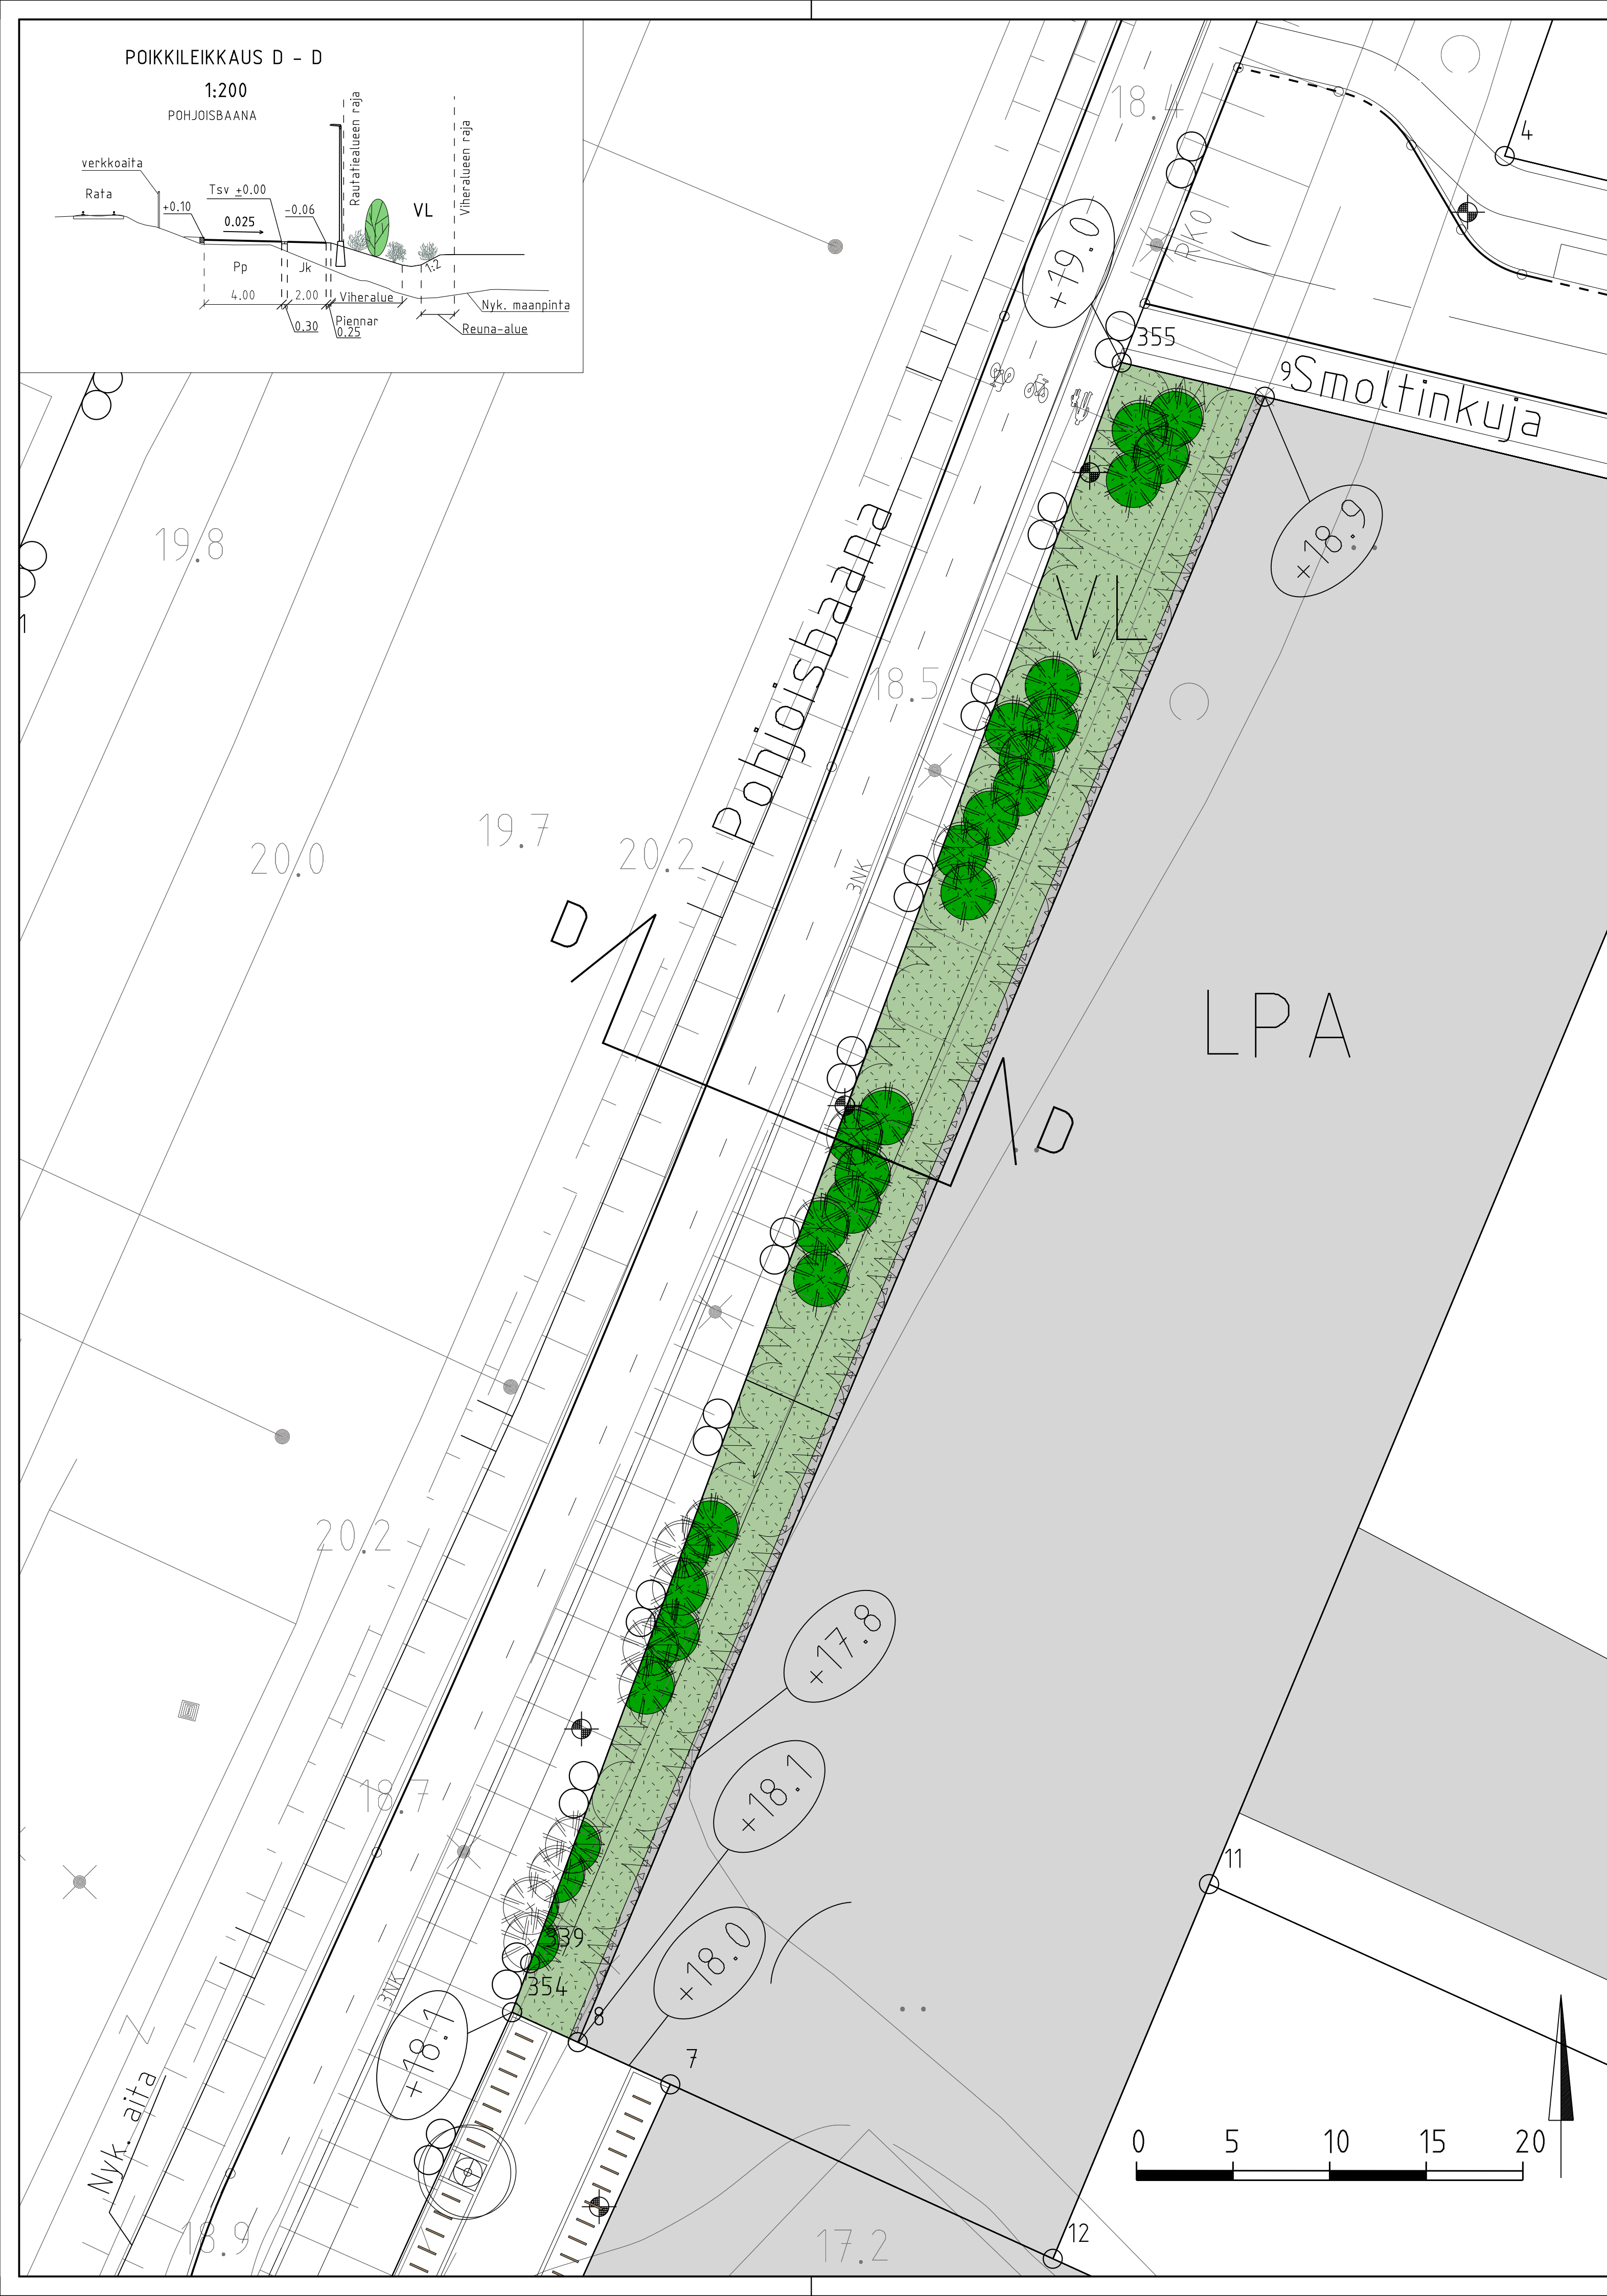 POIKKILEIKKAUS D - D
1:200
POHJOISBAANA
verkkoaita
Rata
+0.10
Tsv ±0.00
0.025
-0.06
Rautatiealueen raja
VL
Viheralueen raja
1:2
Pp
Jk
4.00
2.00
Viheralue
0.30
Piennar
0.25
Nyk. maanpinta
Reuna-alue
18.4
4
+19.0
PK0
355
9
Smoltinkuja
+18.9
19.8
1
VL
Pohjoisbaana
18.5
19.7
20.2
20.0
3NK
D
D
LPA
20.2
+17.8
+18.1
18.7
11
339
+18.0
354
8
3NK
+18.1
7
Nyk. aita
0 5 10 15 20
12
18.9
17.2